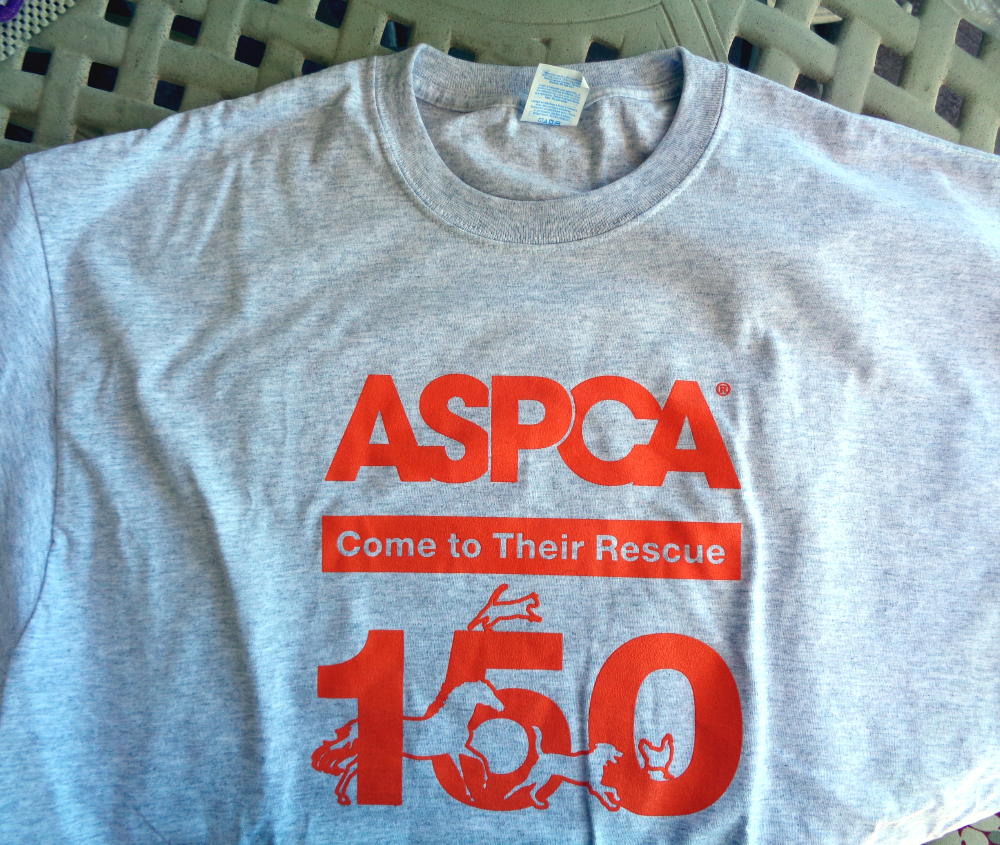 ASPCA®
Come to Their Rescue
150